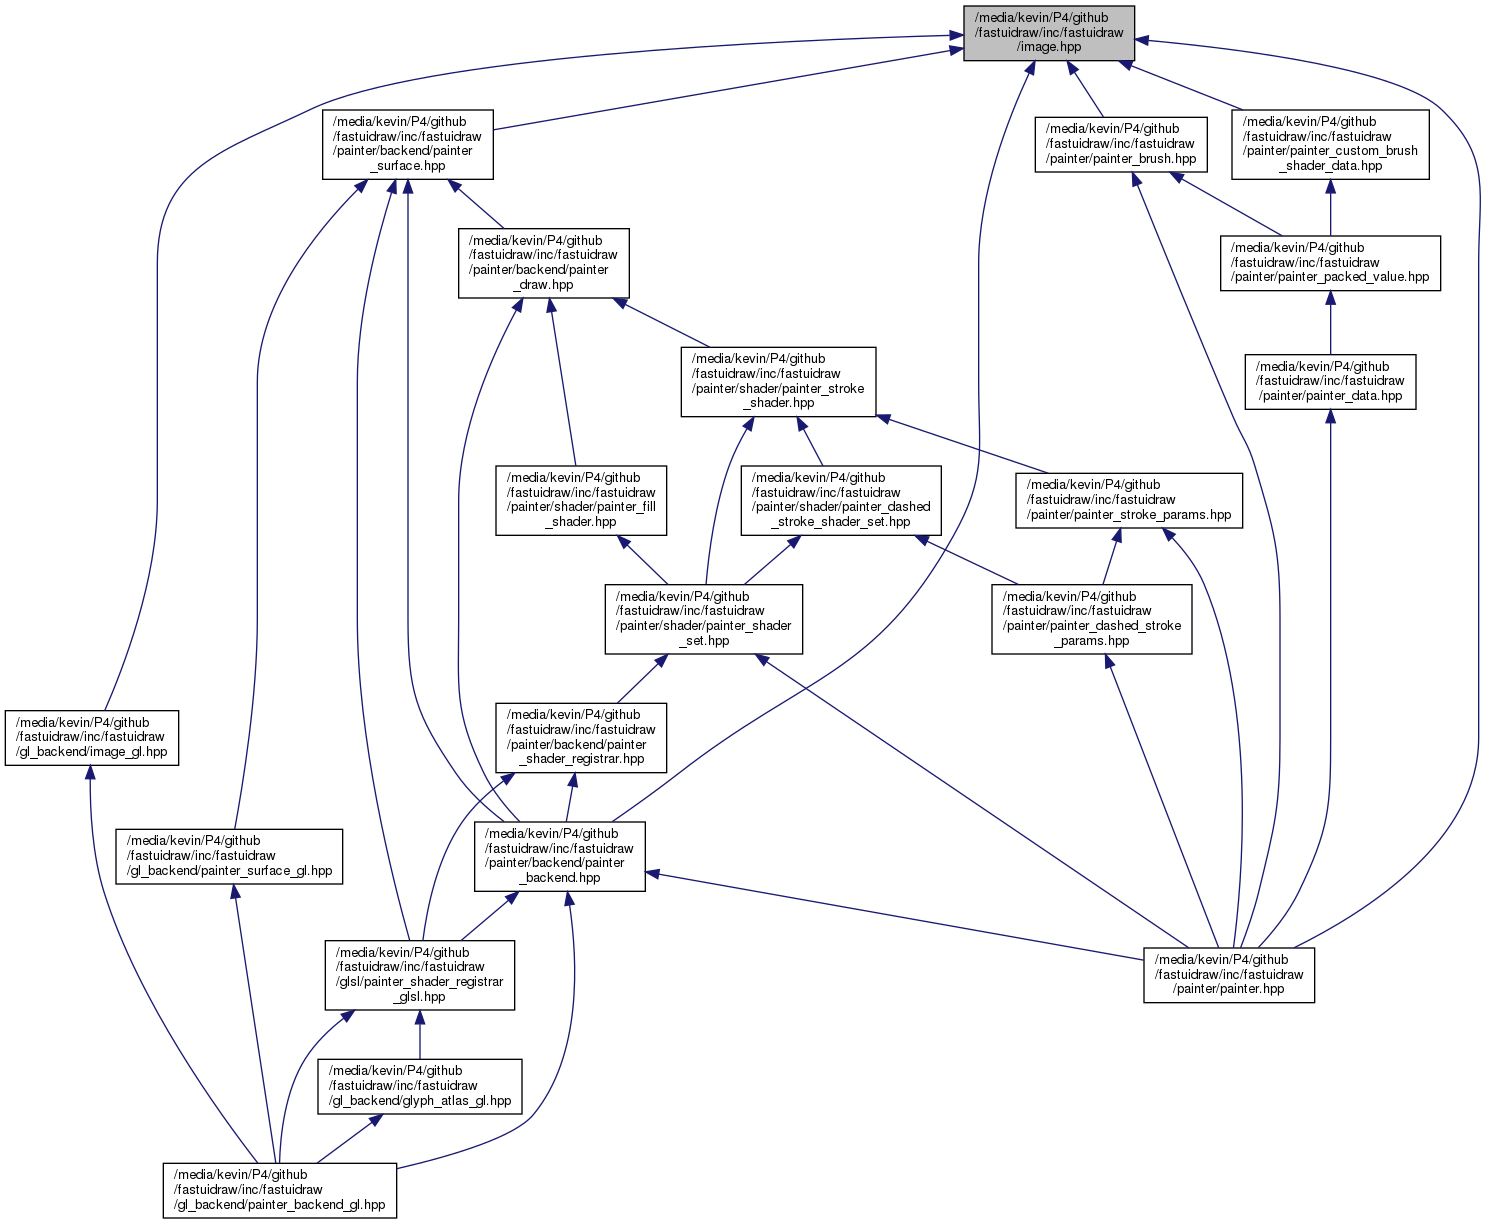 /media/kevin/P4/github
/fastuidraw/inc/fastuidraw
/image.hpp
/media/kevin/P4/github
/fastuidraw/inc/fastuidraw
/painter/backend/painter
_surface.hpp
/media/kevin/P4/github
/fastuidraw/inc/fastuidraw
/painter/painter_brush.hpp
/media/kevin/P4/github
/fastuidraw/inc/fastuidraw
/painter/painter_custom_brush
_shader_data.hpp
/media/kevin/P4/github
/fastuidraw/inc/fastuidraw
/painter/backend/painter
_draw.hpp
/media/kevin/P4/github
/fastuidraw/inc/fastuidraw
/painter/painter_packed_value.hpp
/media/kevin/P4/github
/fastuidraw/inc/fastuidraw
/painter/shader/painter_stroke
_shader.hpp
/media/kevin/P4/github
/fastuidraw/inc/fastuidraw
/painter/painter_data.hpp
/media/kevin/P4/github
/fastuidraw/inc/fastuidraw
/painter/shader/painter_fill
_shader.hpp
/media/kevin/P4/github
/fastuidraw/inc/fastuidraw
/painter/shader/painter_dashed
_stroke_shader_set.hpp
/media/kevin/P4/github
/fastuidraw/inc/fastuidraw
/painter/painter_stroke_params.hpp
/media/kevin/P4/github
/fastuidraw/inc/fastuidraw
/painter/shader/painter_shader
_set.hpp
/media/kevin/P4/github
/fastuidraw/inc/fastuidraw
/painter/painter_dashed_stroke
_params.hpp
/media/kevin/P4/github
/fastuidraw/inc/fastuidraw
/gl_backend/image_gl.hpp
/media/kevin/P4/github
/fastuidraw/inc/fastuidraw
/painter/backend/painter
_shader_registrar.hpp
/media/kevin/P4/github
/fastuidraw/inc/fastuidraw
/gl_backend/painter_surface_gl.hpp
/media/kevin/P4/github
/fastuidraw/inc/fastuidraw
/painter/backend/painter
_backend.hpp
/media/kevin/P4/github
/fastuidraw/inc/fastuidraw
/glsl/painter_shader_registrar
_glsl.hpp
/media/kevin/P4/github
/fastuidraw/inc/fastuidraw
/painter/painter.hpp
/media/kevin/P4/github
/fastuidraw/inc/fastuidraw
/gl_backend/glyph_atlas_gl.hpp
/media/kevin/P4/github
/fastuidraw/inc/fastuidraw
/gl_backend/painter_backend_gl.hpp